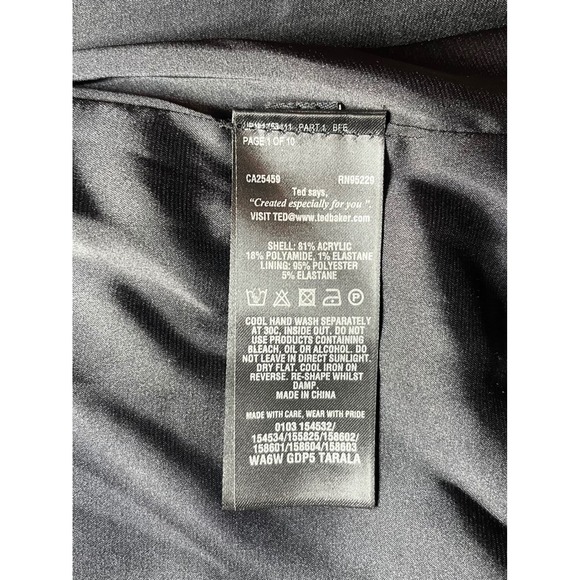 PART 1 BFE
PAGE 1 OF 10
CA25459 RN95229
Ted says,
"Created especially for you".
VISIT TED@www.tedbaker.com
SHELL: 81% ACRYLIC
18% POLYAMIDE, 1% ELASTANE
LINING: 95% POLYESTER
5% ELASTANE
COOL HAND WASH SEPARATELY
AT 30C, INSIDE OUT. DO NOT
USE PRODUCTS CONTAINING
BLEACH, OIL OR ALCOHOL. DO
NOT LEAVE IN DIRECT SUNLIGHT.
DRY FLAT. COOL IRON ON
REVERSE. RE-SHAPE WHILST
DAMP.
MADE IN CHINA
MADE WITH CARE, WEAR WITH PRIDE
0103 154532/
154534/155825/158602/
158601/158604/158603
WA6W GDP5 TARALA